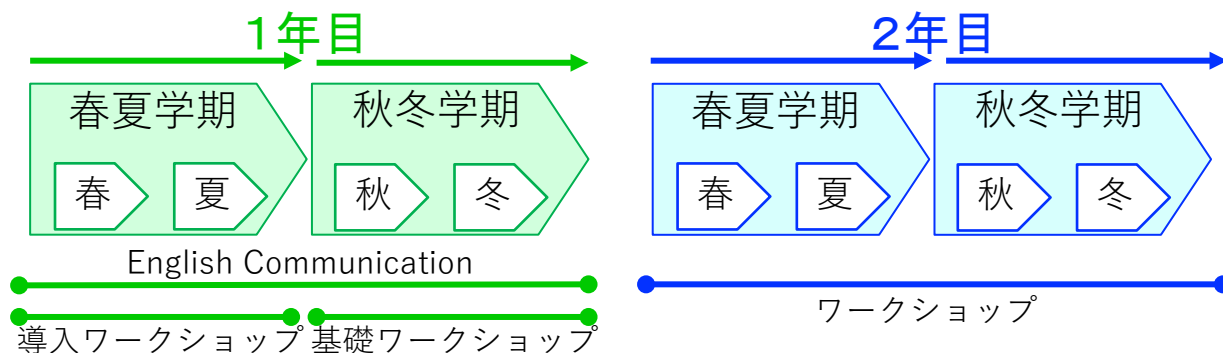 1年目
春夏学期
秋冬学期
春
夏
秋
冬
English Communication
導入ワークショップ
基礎ワークショップ
2年目
春夏学期
秋冬学期
春
夏
秋
冬
ワークショップ